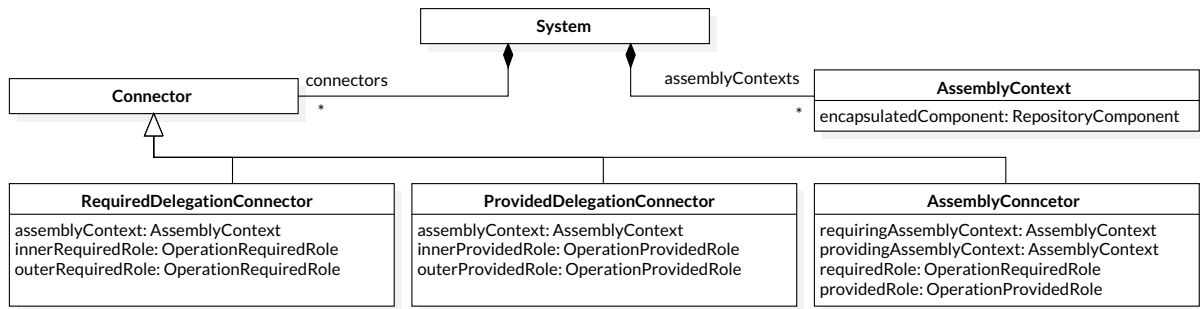 System
connectors
*
assemblyContexts
*
Connector
AssemblyContext
encapsulatedComponent: RepositoryComponent
RequiredDelegationConnector
assemblyContext: AssemblyContext
innerRequiredRole: OperationRequiredRole
outerRequiredRole: OperationRequiredRole
ProvidedDelegationConnector
assemblyContext: AssemblyContext
innerProvidedRole: OperationProvidedRole
outerProvidedRole: OperationProvidedRole
AssemblyConncetor
requiringAssemblyContext: AssemblyContext
providingAssemblyContext: AssemblyContext
requiredRole: OperationRequiredRole
providedRole: OperationProvidedRole